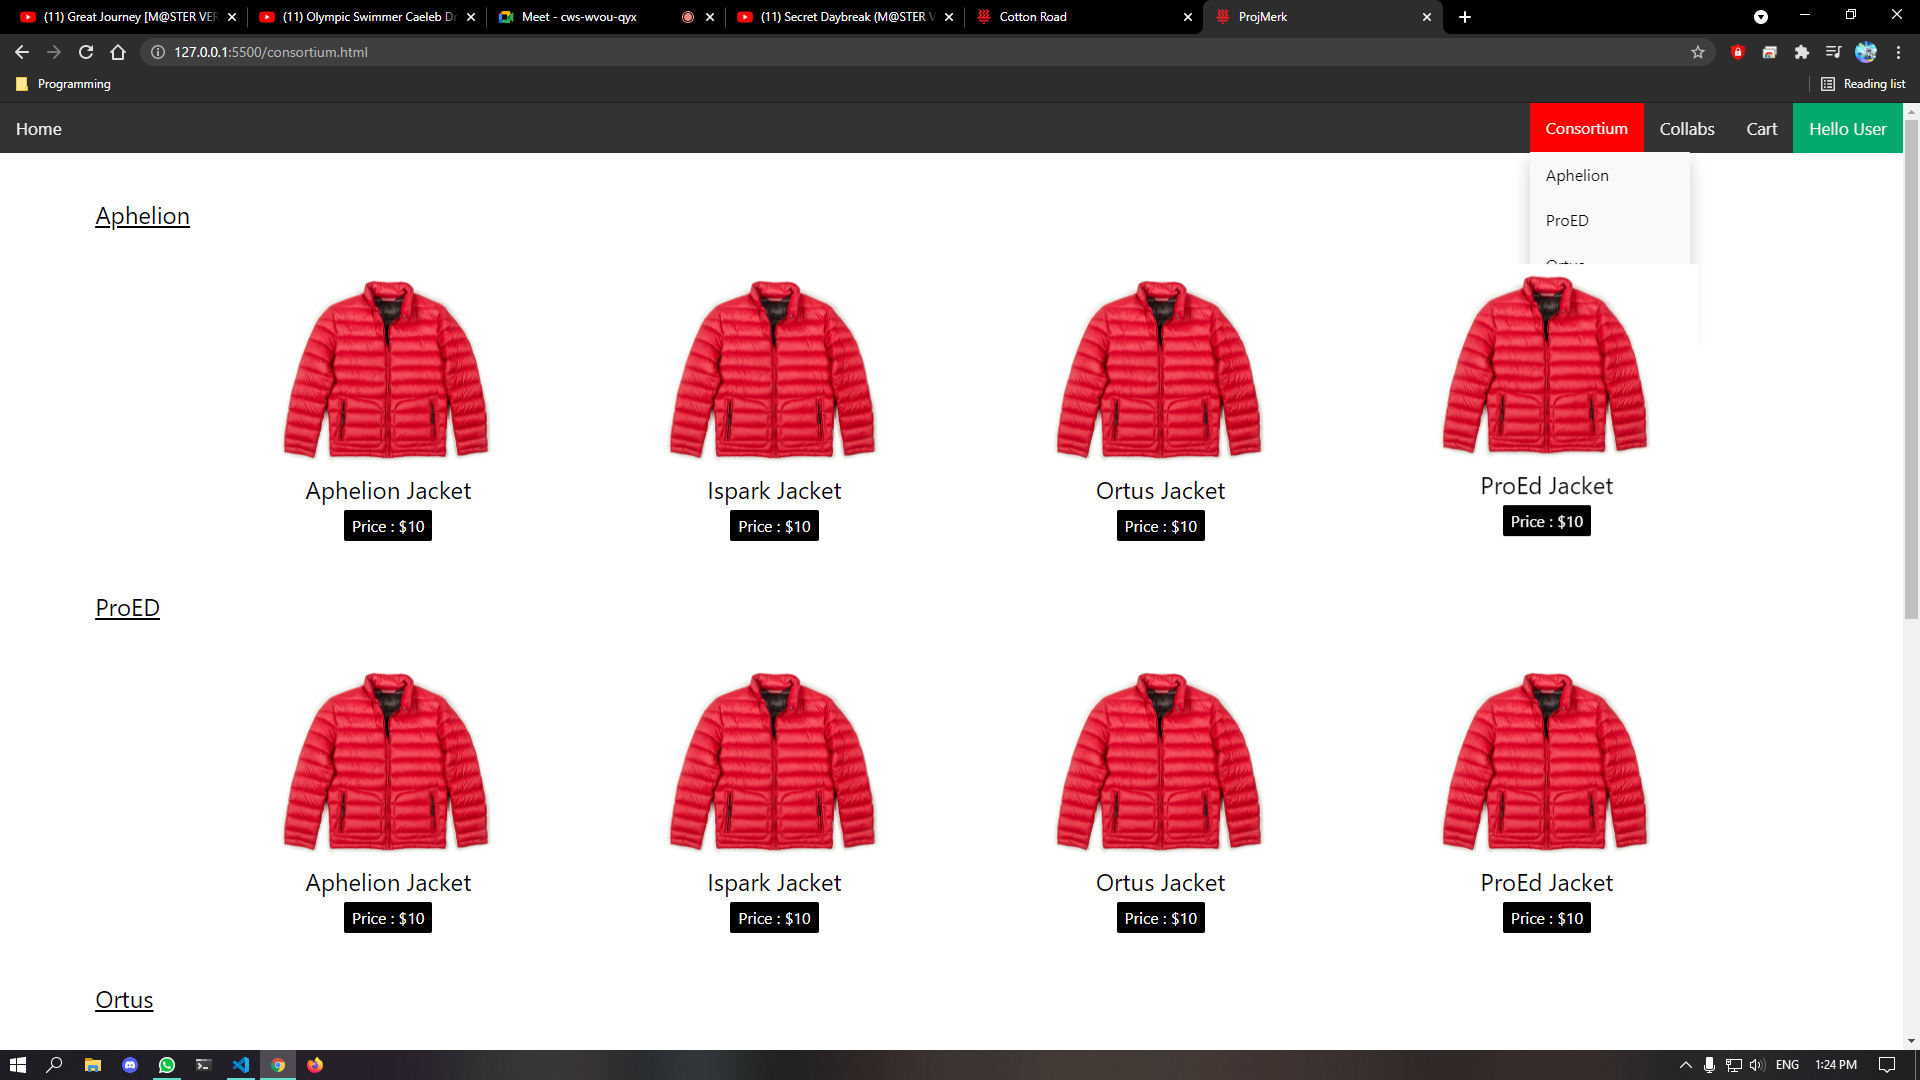 (11) Great Journey [M@STER VER
(11) Olympic Swimmer Caeleb Dr
Meet - cws-wvou-qyx
(11) Secret Daybreak (M@STER V
Cotton Road
ProjMerk
127.0.0.1:5500/consortium.html
Programming
Reading list
Home
Consortium
Collabs
Cart
Hello User
Aphelion
ProED
Ortus
Aphelion
Aphelion Jacket
Price : $10
Ispark Jacket
Price : $10
Ortus Jacket
Price : $10
ProEd Jacket
Price : $10
ProED
Aphelion Jacket
Price : $10
Ispark Jacket
Price : $10
Ortus Jacket
Price : $10
ProEd Jacket
Price : $10
Ortus
ENG
1:24 PM